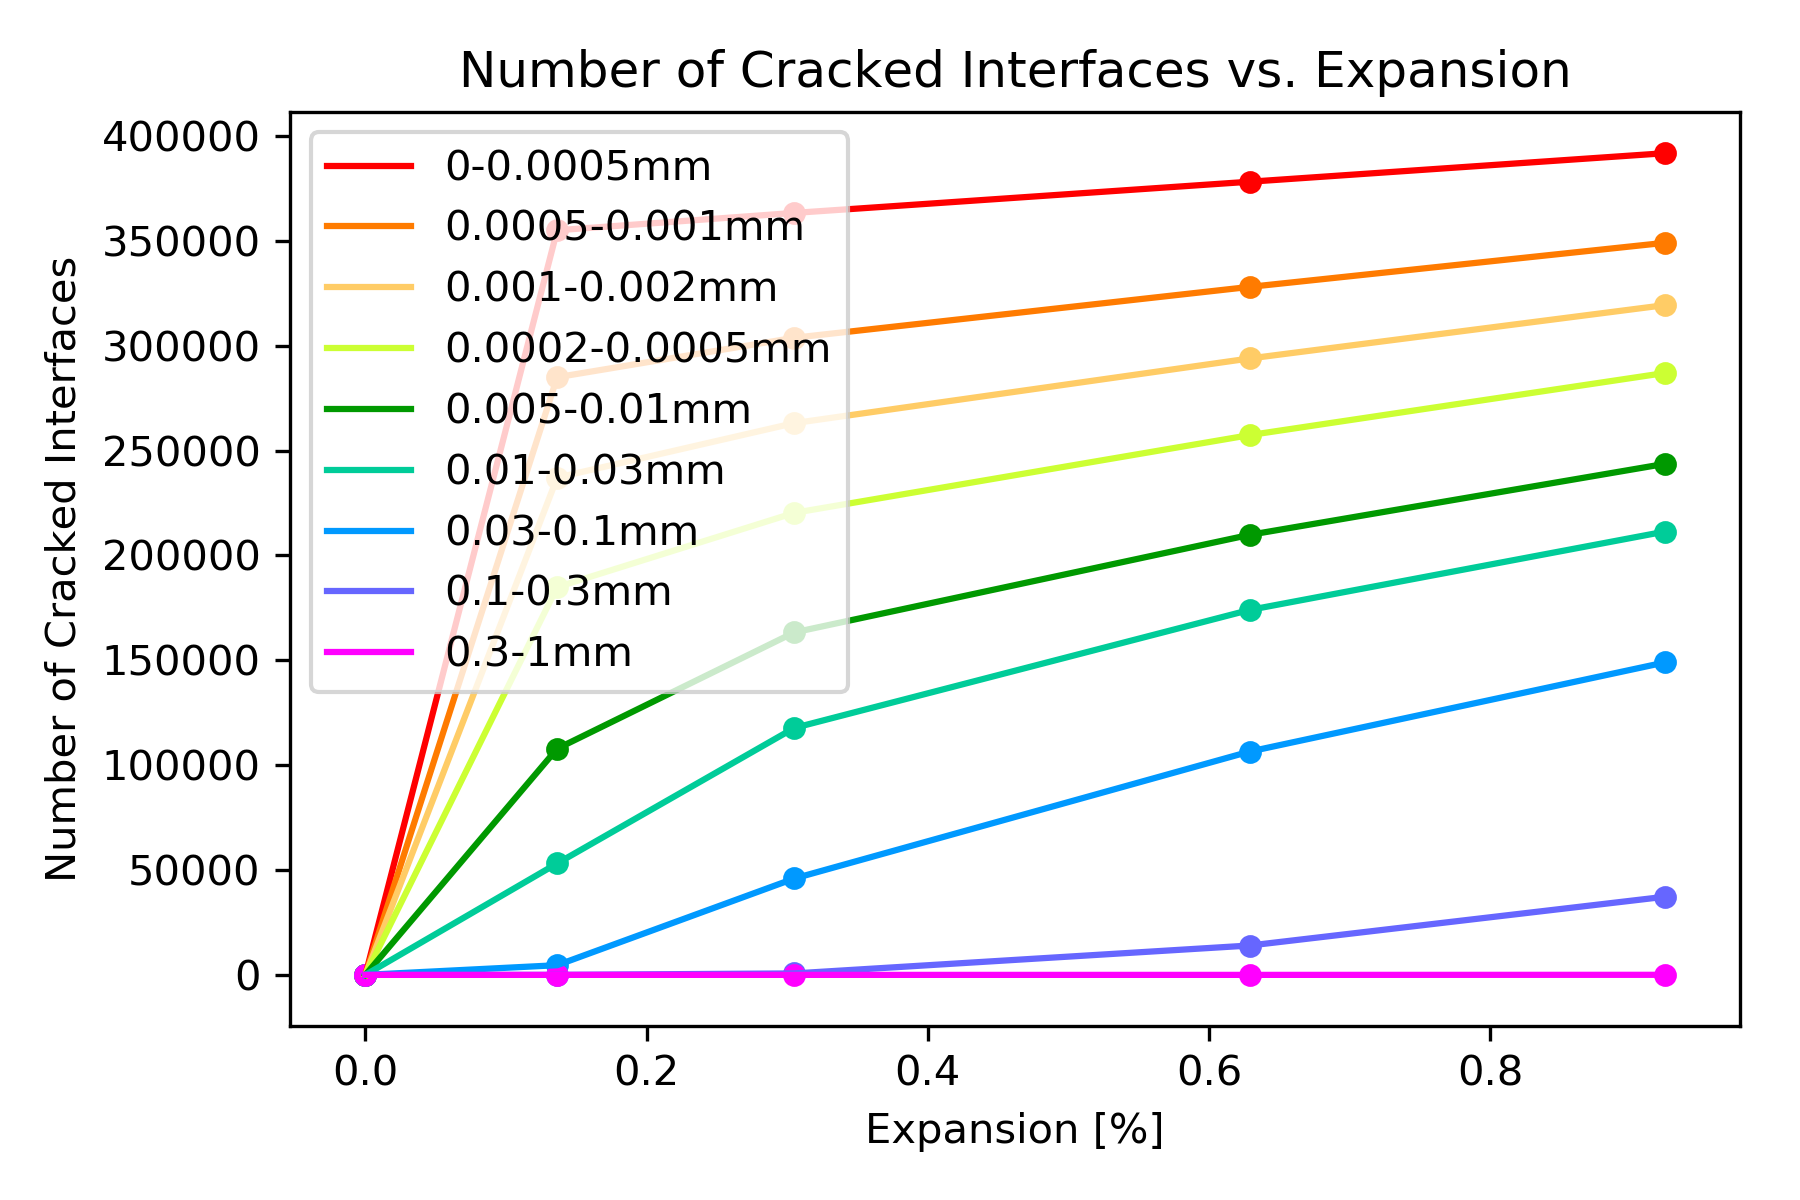 Number of Cracked Interfaces vs. Expansion
400000
350000
300000
250000
200000
150000
100000
50000
0
Number of Cracked Interfaces
0-0.0005mm
0.0005-0.001mm
0.001-0.002mm
0.0002-0.0005mm
0.005-0.01mm
0.01-0.03mm
0.03-0.1mm
0.1-0.3mm
0.3-1mm
0.0
0.2
0.4
0.6
0.8
Expansion [%]